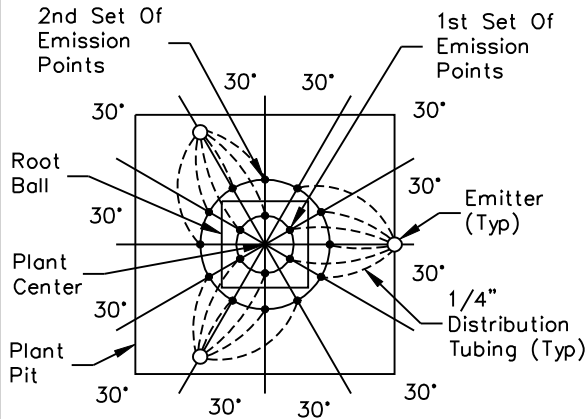 2nd Set Of
Emission
Points
1st Set Of
Emission
Points
30°
30°
30°
30°
Root
Ball
30°
30°
Emitter
(Typ)
Plant
Center
30°
30°
1/4"
Distribution
Tubing (Typ)
Plant
Pit
30°
30°
30°
30°